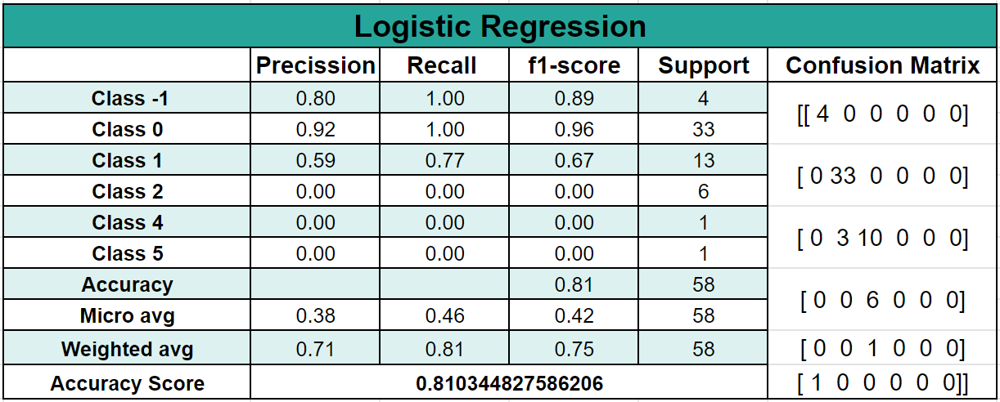 Logistic Regression
Precission Recall f1-score Support Confusion Matrix
Class -1 0.80 1.00 0.89 4
[[ 4 0 0 0 0 0]
Class 0 0.92 1.00 0.96 33
Class 1 0.59 0.77 0.67 13
[ 0 33 0 0 0 0]
Class 2 0.00 0.00 0.00 6
Class 4 0.00 0.00 0.00 1
[ 0 3 10 0 0 0]
Class 5 0.00 0.00 0.00 1
Accuracy 0.81 58
[ 0 0 6 0 0 0]
Micro avg 0.38 0.46 0.42 58
Weighted avg 0.71 0.81 0.75 58 [ 0 0 1 0 0 0]
Accuracy Score 0.810344827586206 [ 1 0 0 0 0 0]]